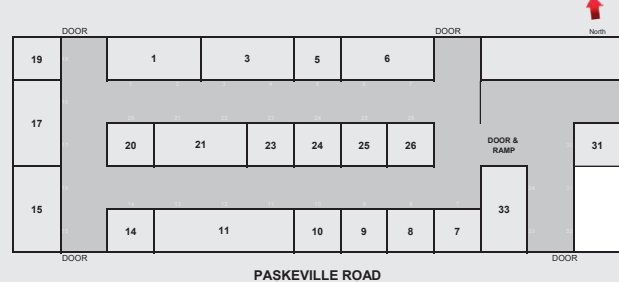 North
DOOR DOOR
19 1 3 5 6
17 20 21 23 24 25 26 DOOR &
RAMP 31
15 14 11 10 9 8 7 33
DOOR DOOR
PASKEVILLE ROAD